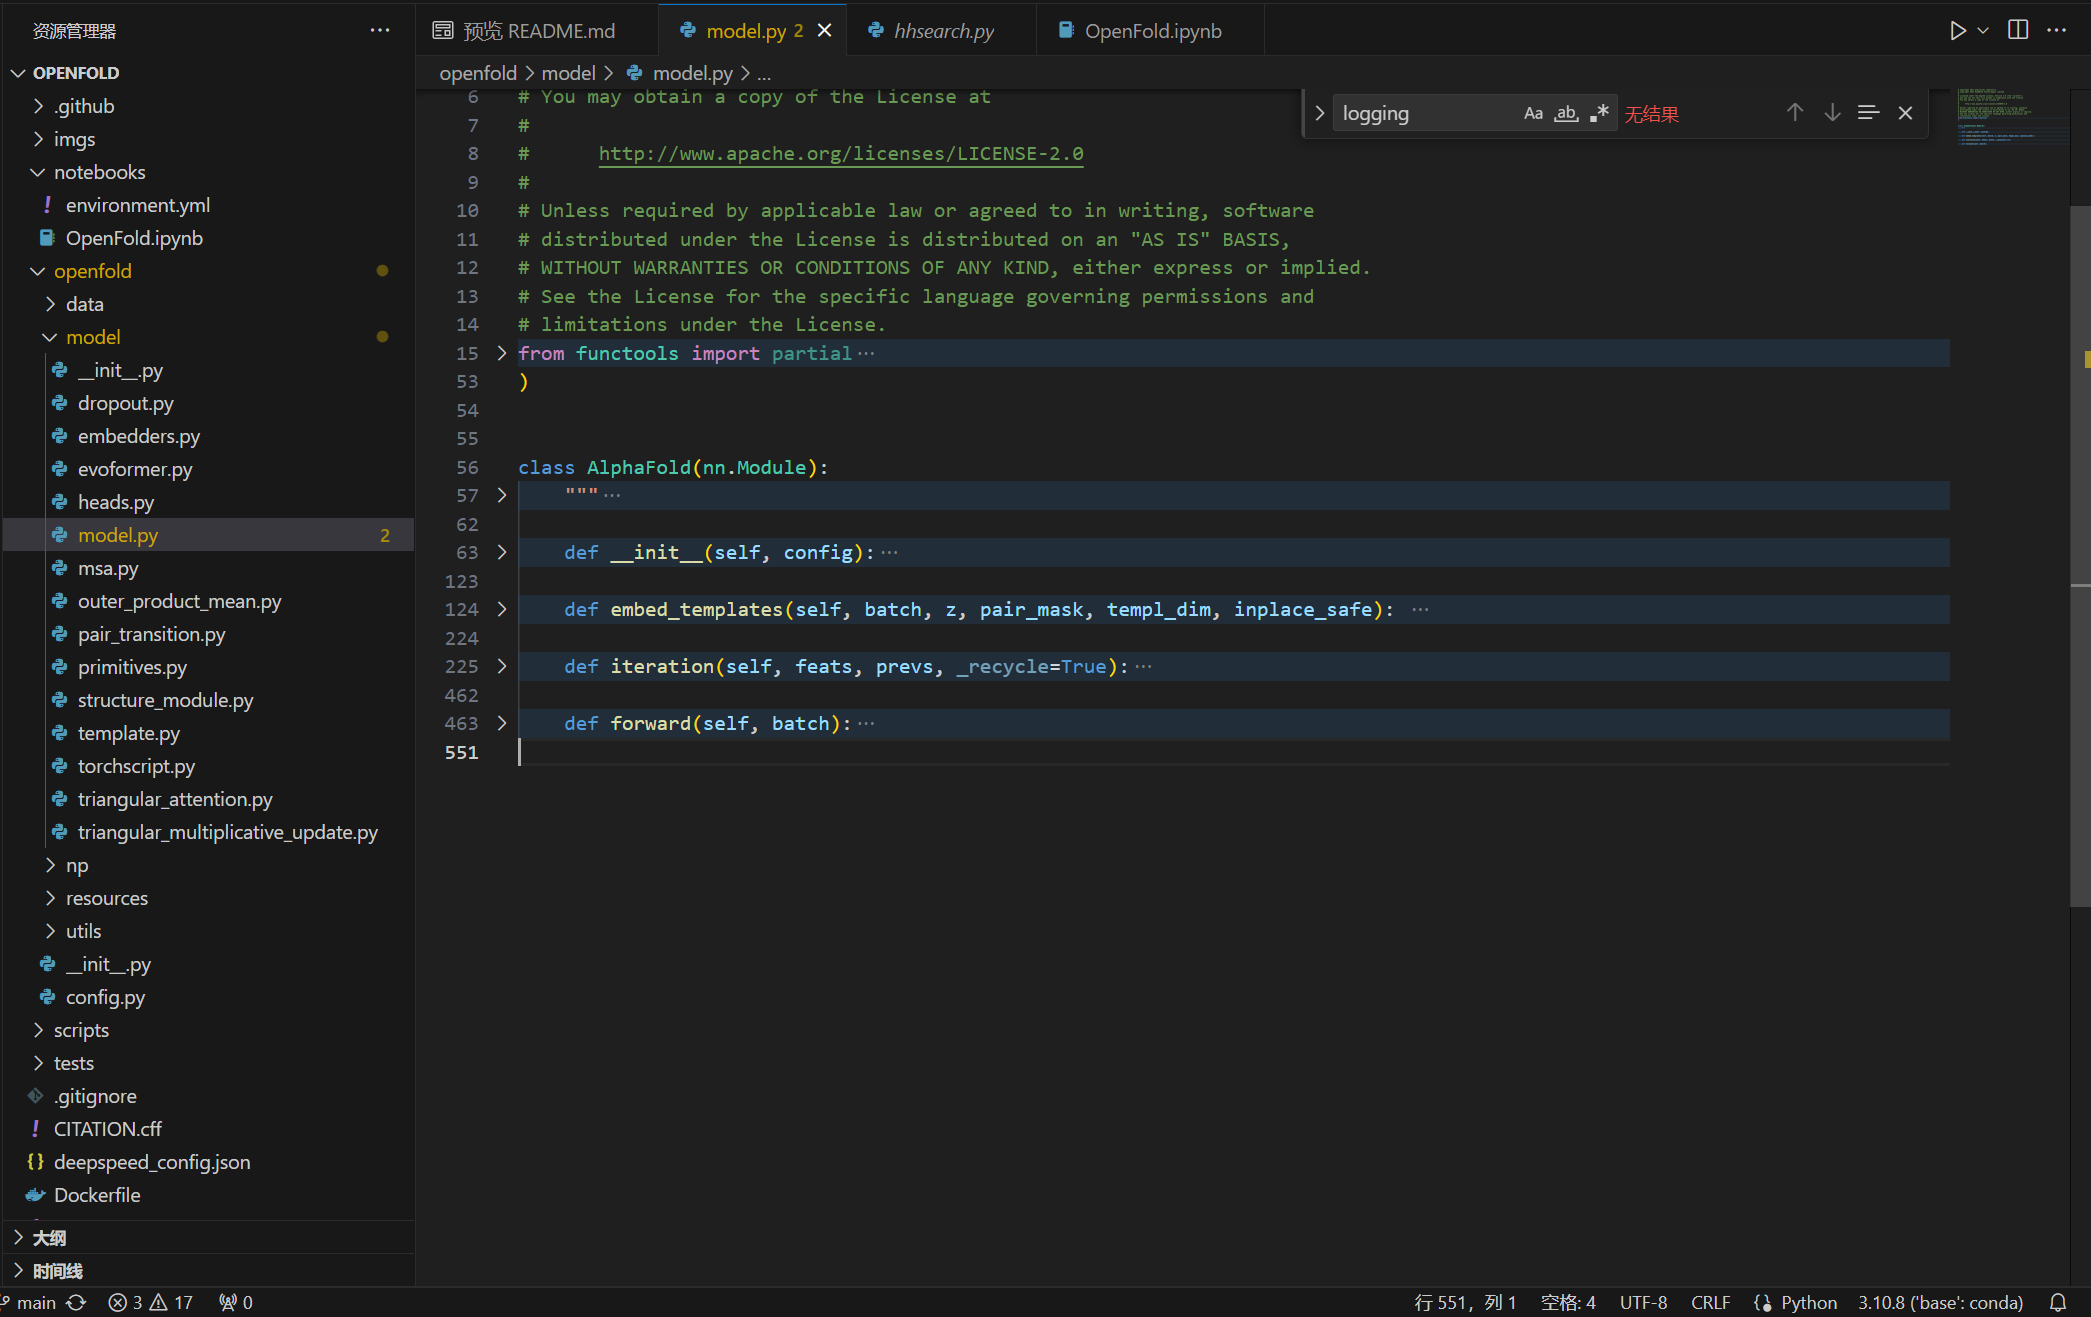 资源管理器
OPENFOLD
.github
imgs
notebooks
environment.yml
OpenFold.ipynb
openfold
data
model
__init__.py
dropout.py
embedders.py
evoformer.py
heads.py
model.py 2
msa.py
outer_product_mean.py
pair_transition.py
primitives.py
structure_module.py
template.py
torchscript.py
triangular_attention.py
triangular_multiplicative_update.py
np
resources
utils
__init__.py
config.py
scripts
tests
.gitignore
CITATION.cff
deepspeed_config.json
Dockerfile
大纲
时间线
预览 README.md
model.py 2
hhsearch.py
OpenFold.ipynb
openfold > model > model.py > ...
logging Aa ab .* 无结果
6 # You may obtain a copy of the License at
7 #
8 #      http://www.apache.org/licenses/LICENSE-2.0
9 #
10 # Unless required by applicable law or agreed to in writing, software
11 # distributed under the License is distributed on an "AS IS" BASIS,
12 # WITHOUT WARRANTIES OR CONDITIONS OF ANY KIND, either express or implied.
13 # See the License for the specific language governing permissions and
14 # limitations under the License.
15 from functools import partial ···
53 )
54
55
56 class AlphaFold(nn.Module):
57     """ ···
62
63     def __init__(self, config): ···
123
124     def embed_templates(self, batch, z, pair_mask, templ_dim, inplace_safe): ···
224
225     def iteration(self, feats, prevs, _recycle=True): ···
462
463     def forward(self, batch): ···
551
main 3 17 0
行 551，列 1 空格: 4 UTF-8 CRLF Python 3.10.8 ('base': conda)